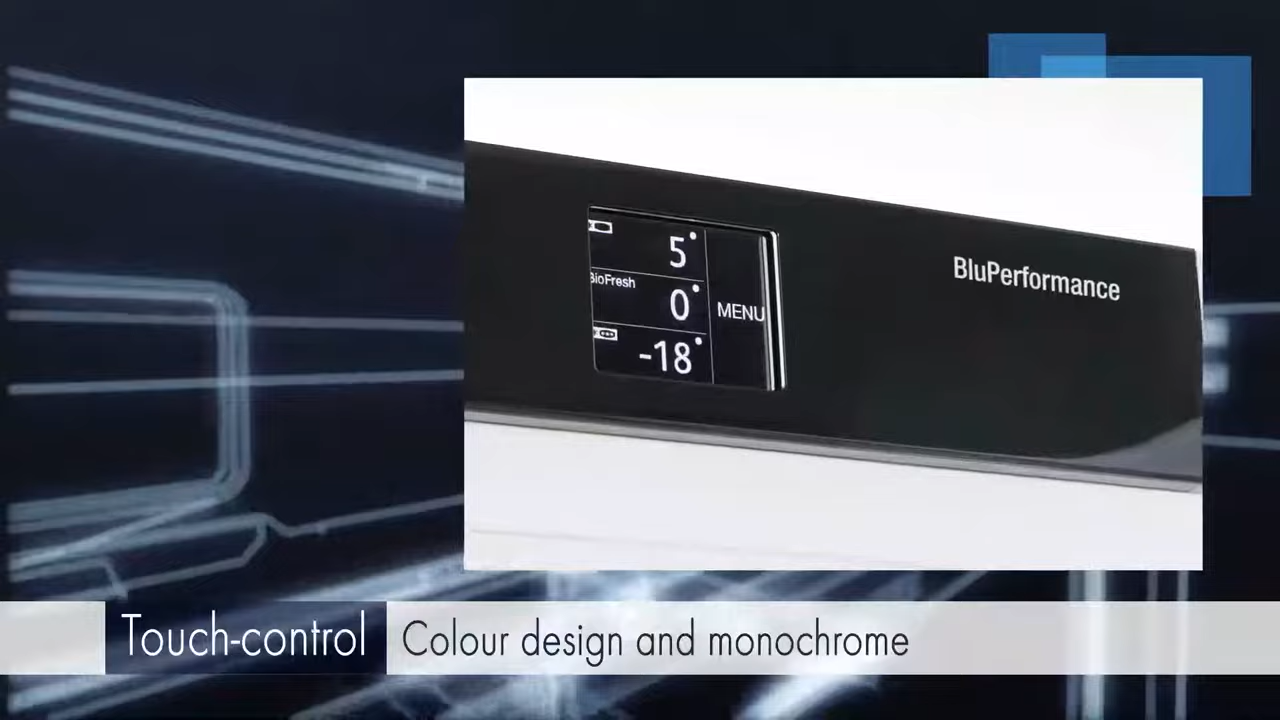 5°
BioFresh
0°
MENU
-18°
BluPerformance
Touch-control
Colour design and monochrome